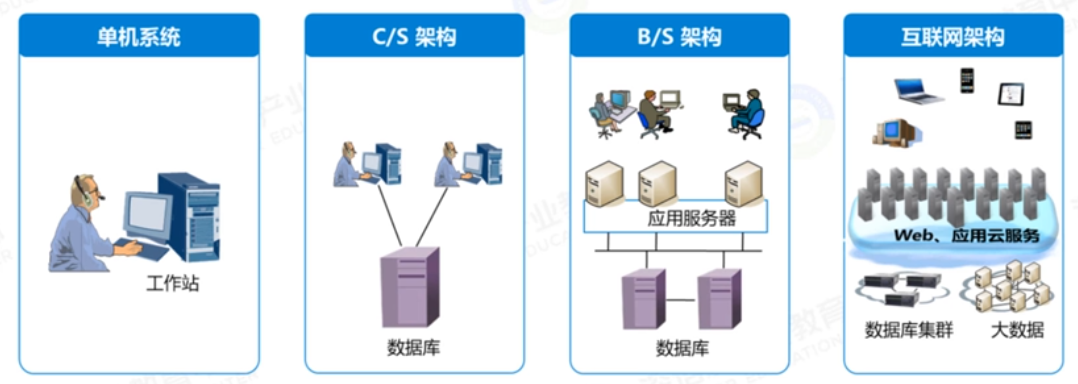 单机系统
C/S 架构
B/S 架构
互联网架构
工作站
数据库
应用服务器
数据库
Web、应用云服务
数据库集群
大数据